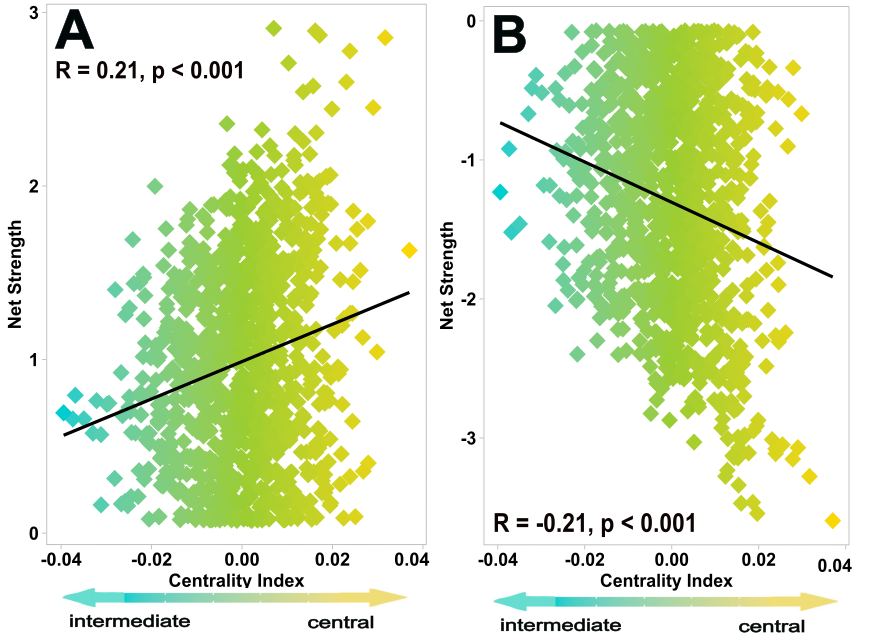 A
R = 0.21, p < 0.001
3
2
1
0
Net Strength
-0.04 -0.02 0.00 0.02 0.04
Centrality Index
intermediate central
B
0
-1
-2
-3
Net Strength
R = -0.21, p < 0.001
-0.04 -0.02 0.00 0.02 0.04
Centrality Index
intermediate central